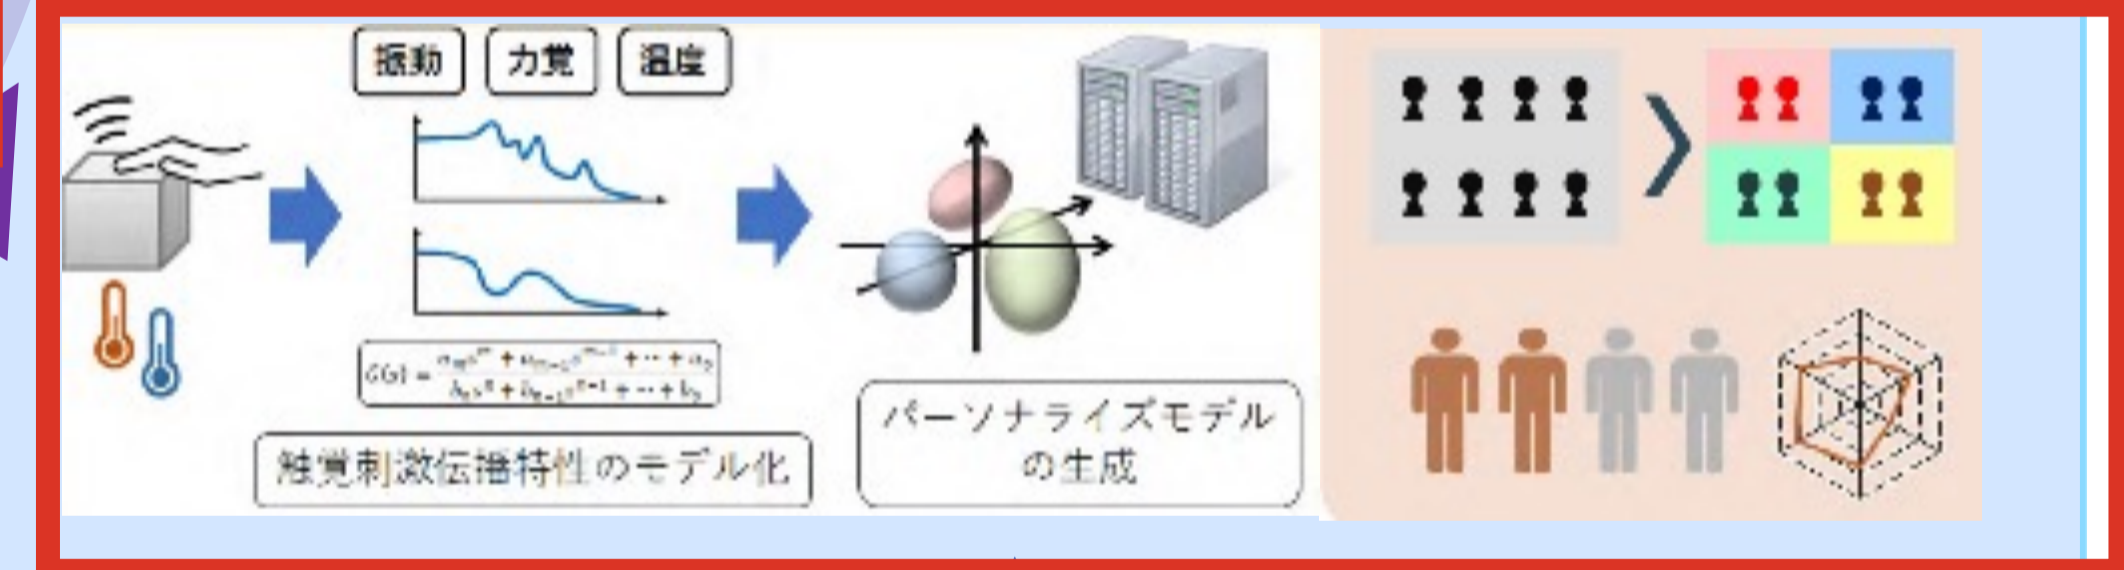 振動
力覚
温度
触覚刺激伝播特性のモデル化
パーソナライズモデル
の生成